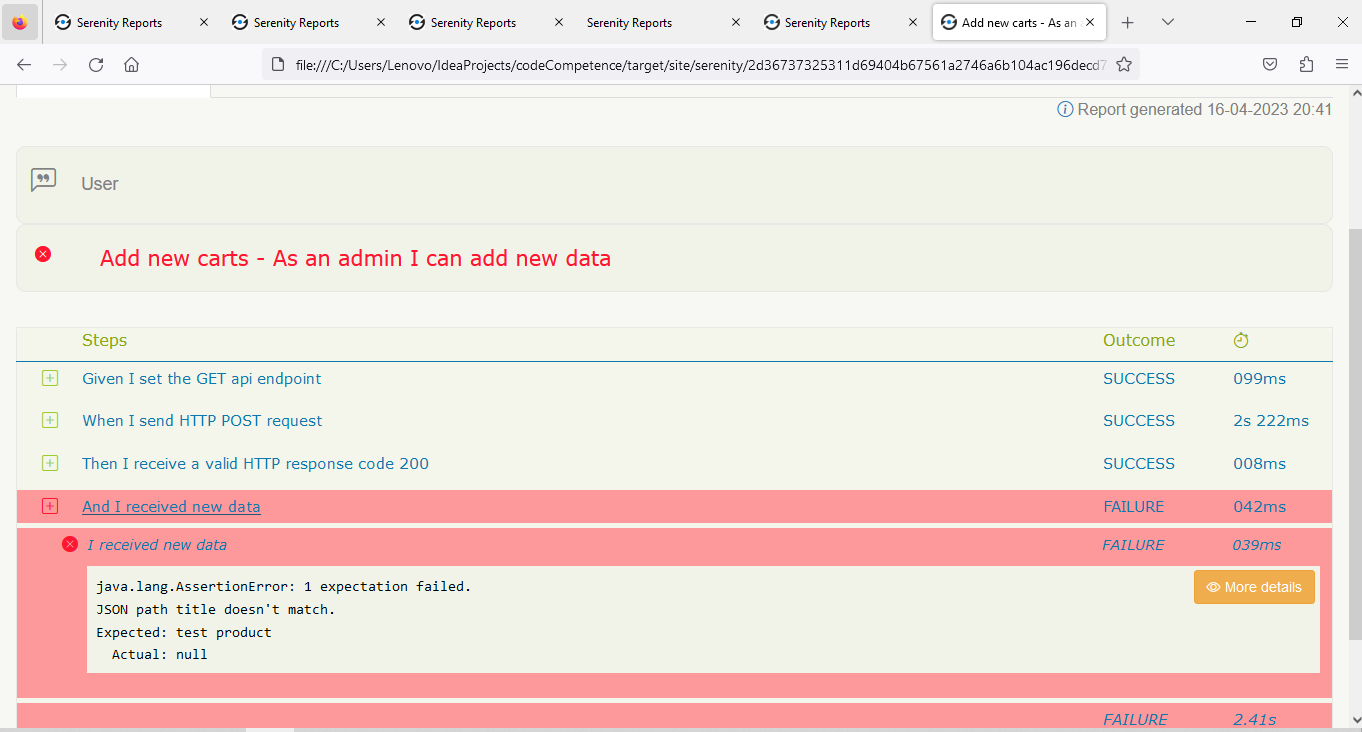 Serenity Reports
Serenity Reports
Serenity Reports
Serenity Reports
Serenity Reports
Add new carts - As an
file:///C:/Users/Lenovo/IdeaProjects/codeCompetence/target/site/serenity/2d36737325311d69404b67561a2746a6b104ac196decd7
Report generated 16-04-2023 20:41
User
Add new carts - As an admin I can add new data
Steps Outcome
Given I set the GET api endpoint SUCCESS 099ms
When I send HTTP POST request SUCCESS 2s 222ms
Then I receive a valid HTTP response code 200 SUCCESS 008ms
And I received new data FAILURE 042ms
I received new data FAILURE 039ms
java.lang.AssertionError: 1 expectation failed. More details
JSON path title doesn't match.
Expected: test product
Actual: null
FAILURE 2.41s